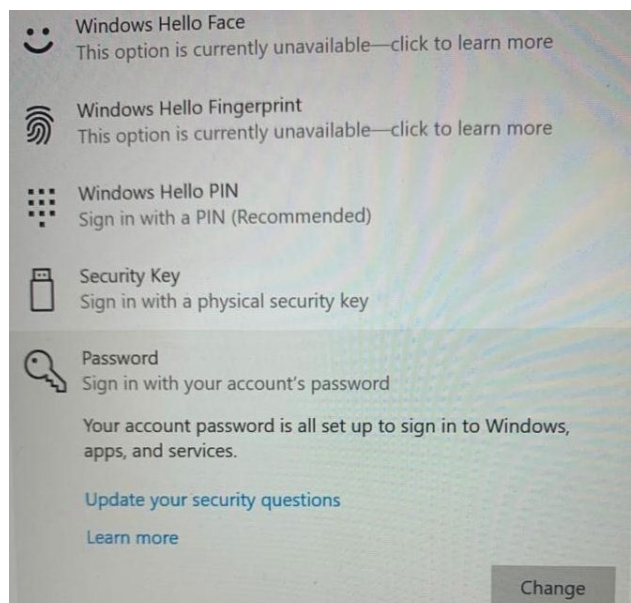 Windows Hello Face
This option is currently unavailable—click to learn more
Windows Hello Fingerprint
This option is currently unavailable—click to learn more
Windows Hello PIN
Sign in with a PIN (Recommended)
Security Key
Sign in with a physical security key
Password
Sign in with your account's password
Your account password is all set up to sign in to Windows,
apps, and services.
Update your security questions
Learn more
Change